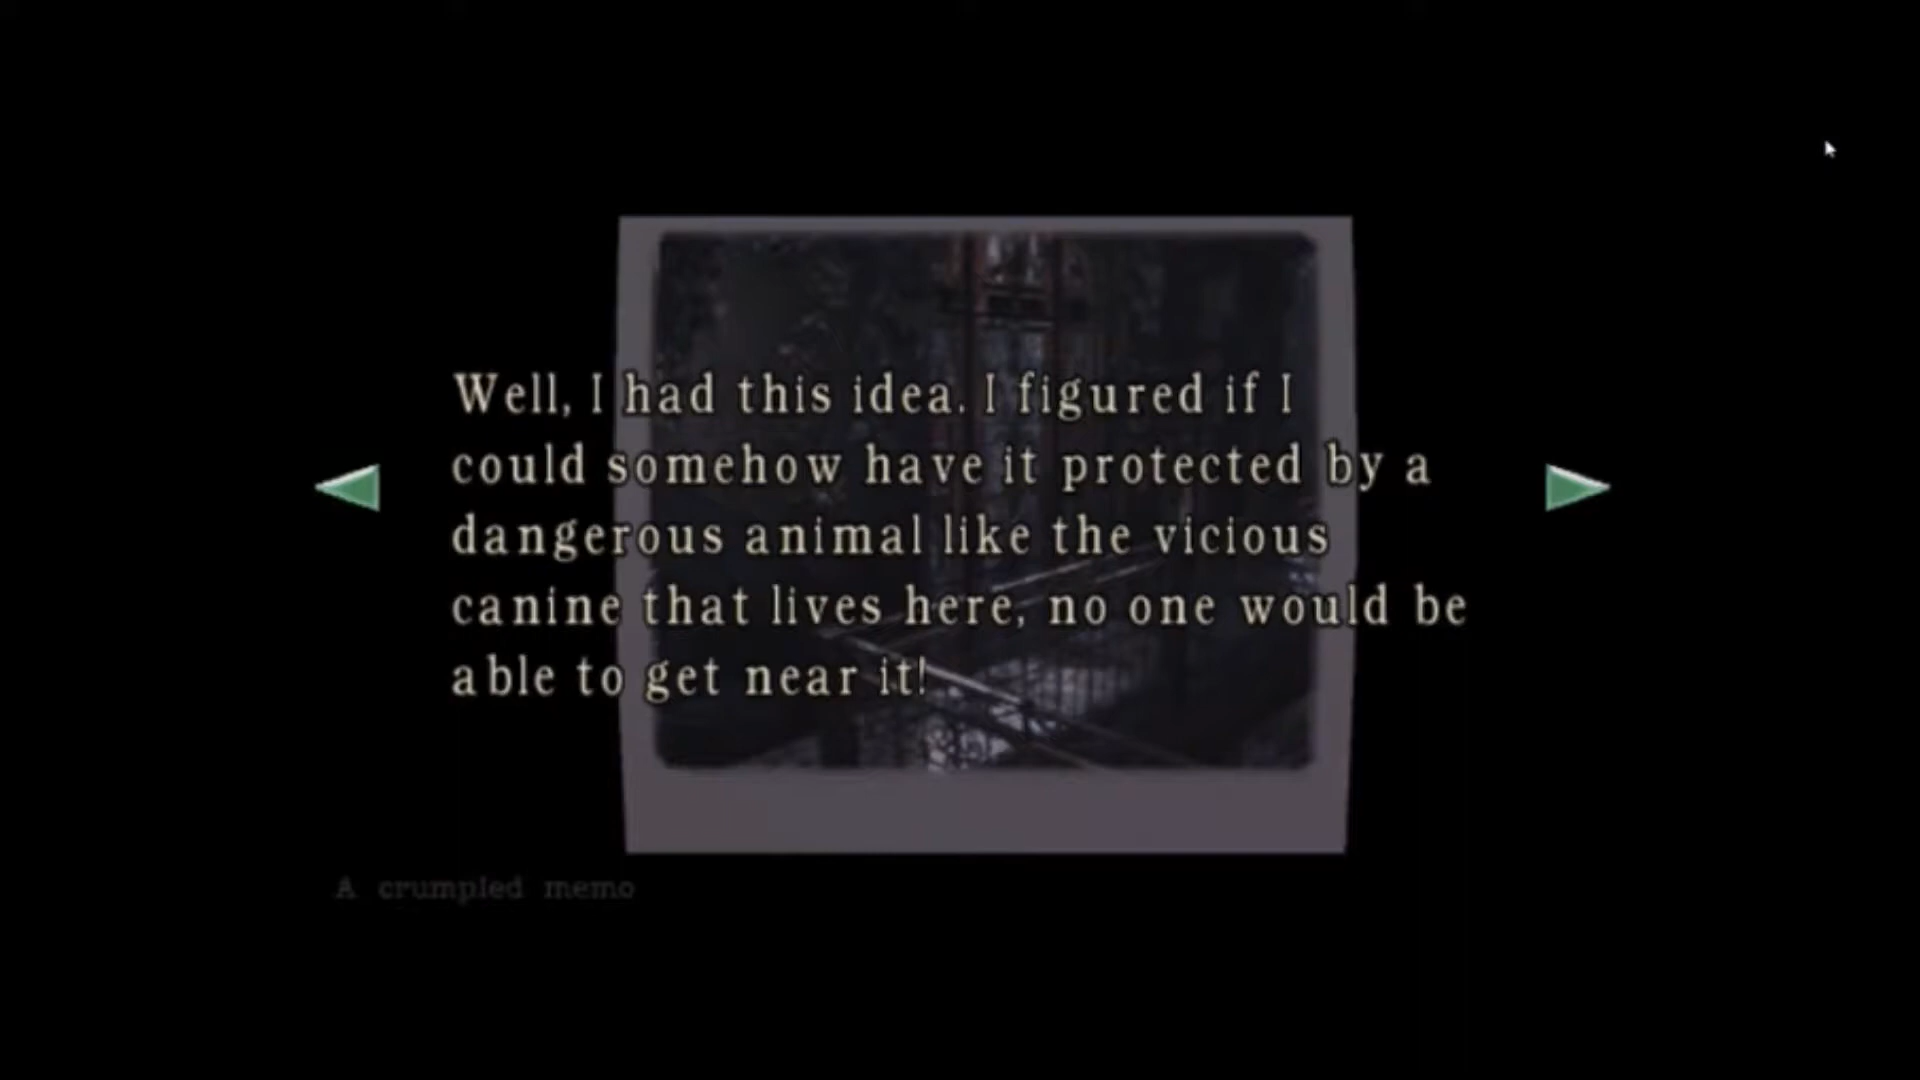 Well, I had this idea. I figured if I
could somehow have it protected by a
dangerous animal like the vicious
canine that lives here, no one would be
able to get near it!
A crumpled memo